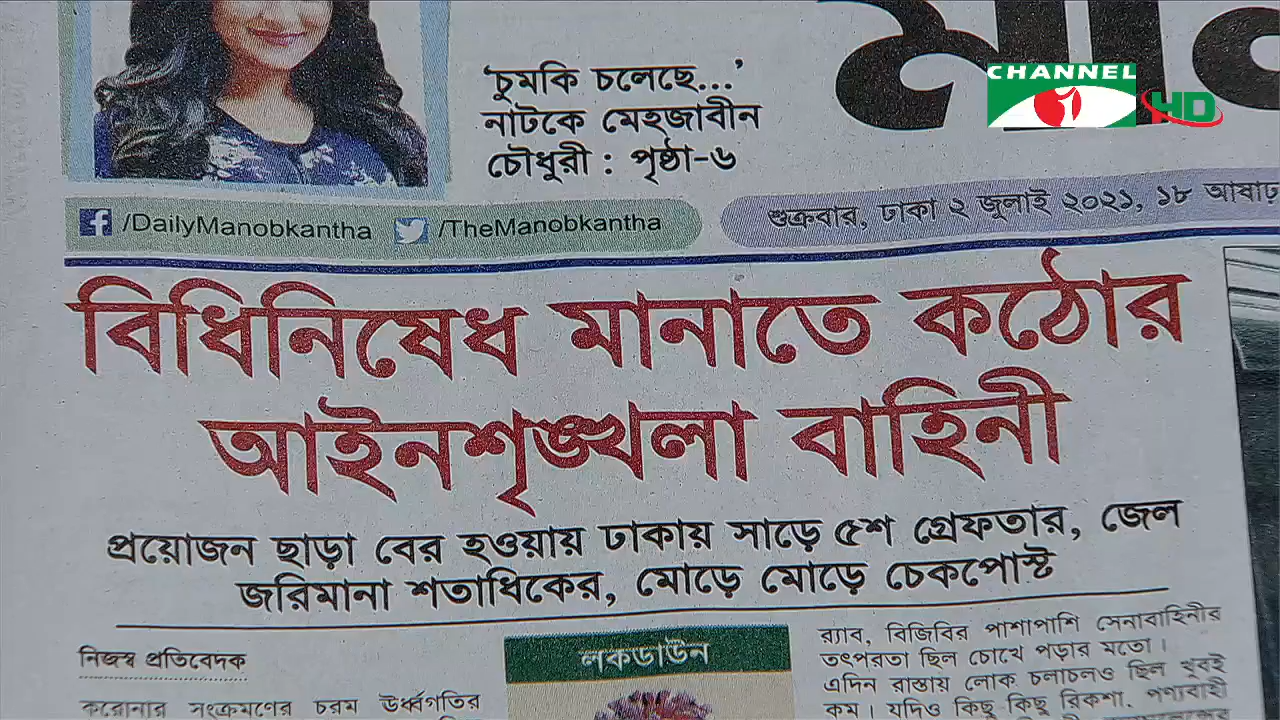 'চুমকি চলেছে...'
নাটকে মেহজাবীন
চৌধুরী : পৃষ্ঠা-৬
CHANNEL
i HD
/DailyManobkantha /TheManobkantha
শুক্রবার, ঢাকা ২ জুলাই ২০২১, ১৮ আষাঢ়
বিধিনিষেধ মানাতে কঠোর
আইনশৃঙ্খলা বাহিনী
প্রয়োজন ছাড়া বের হওয়ায় ঢাকায় সাড়ে ৫শ গ্রেফতার, জেল
জরিমানা শতাধিকের, মোড়ে মোড়ে চেকপোস্ট
নিজস্ব প্রতিবেদক
করোনার সংক্রমণের চরম ঊর্ধ্বগতির
লকডাউন
র‍্যাব, বিজিবির পাশাপাশি সেনাবাহিনীর
তৎপরতা ছিল চোখে পড়ার মতো।
এদিন রাস্তায় লোক চলাচলও ছিল খুবই
কম। যদিও কিছু কিছু রিকশা, পণ্যবাহী